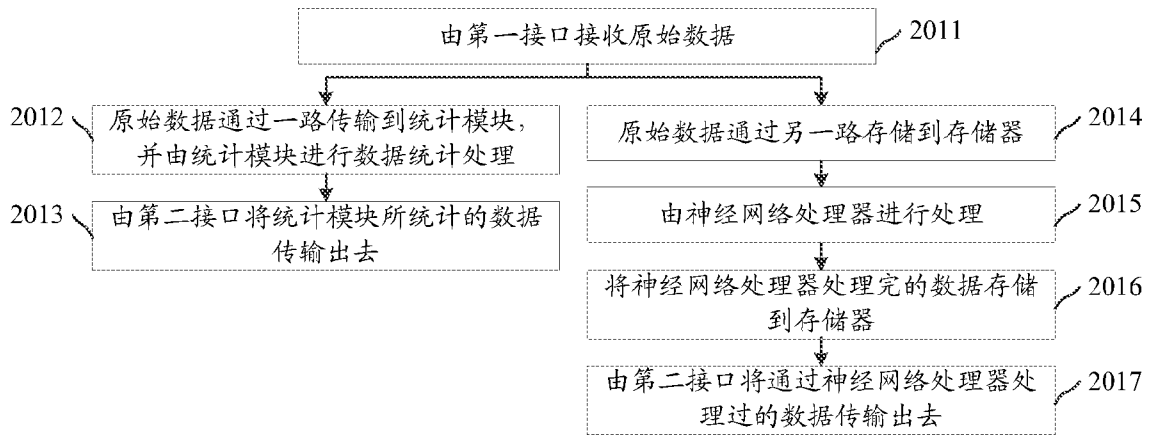 由第一接口接收原始数据
2011
2012
原始数据通过一路传输到统计模块,
并由统计模块进行数据统计处理
2013
由第二接口将统计模块所统计的数据
传输出去
原始数据通过另一路存储到存储器
2014
由神经网络处理器进行处理
2015
将神经网络处理器处理完的数据存储
到存储器
2016
由第二接口将通过神经网络处理器处
理过的数据传输出去
2017